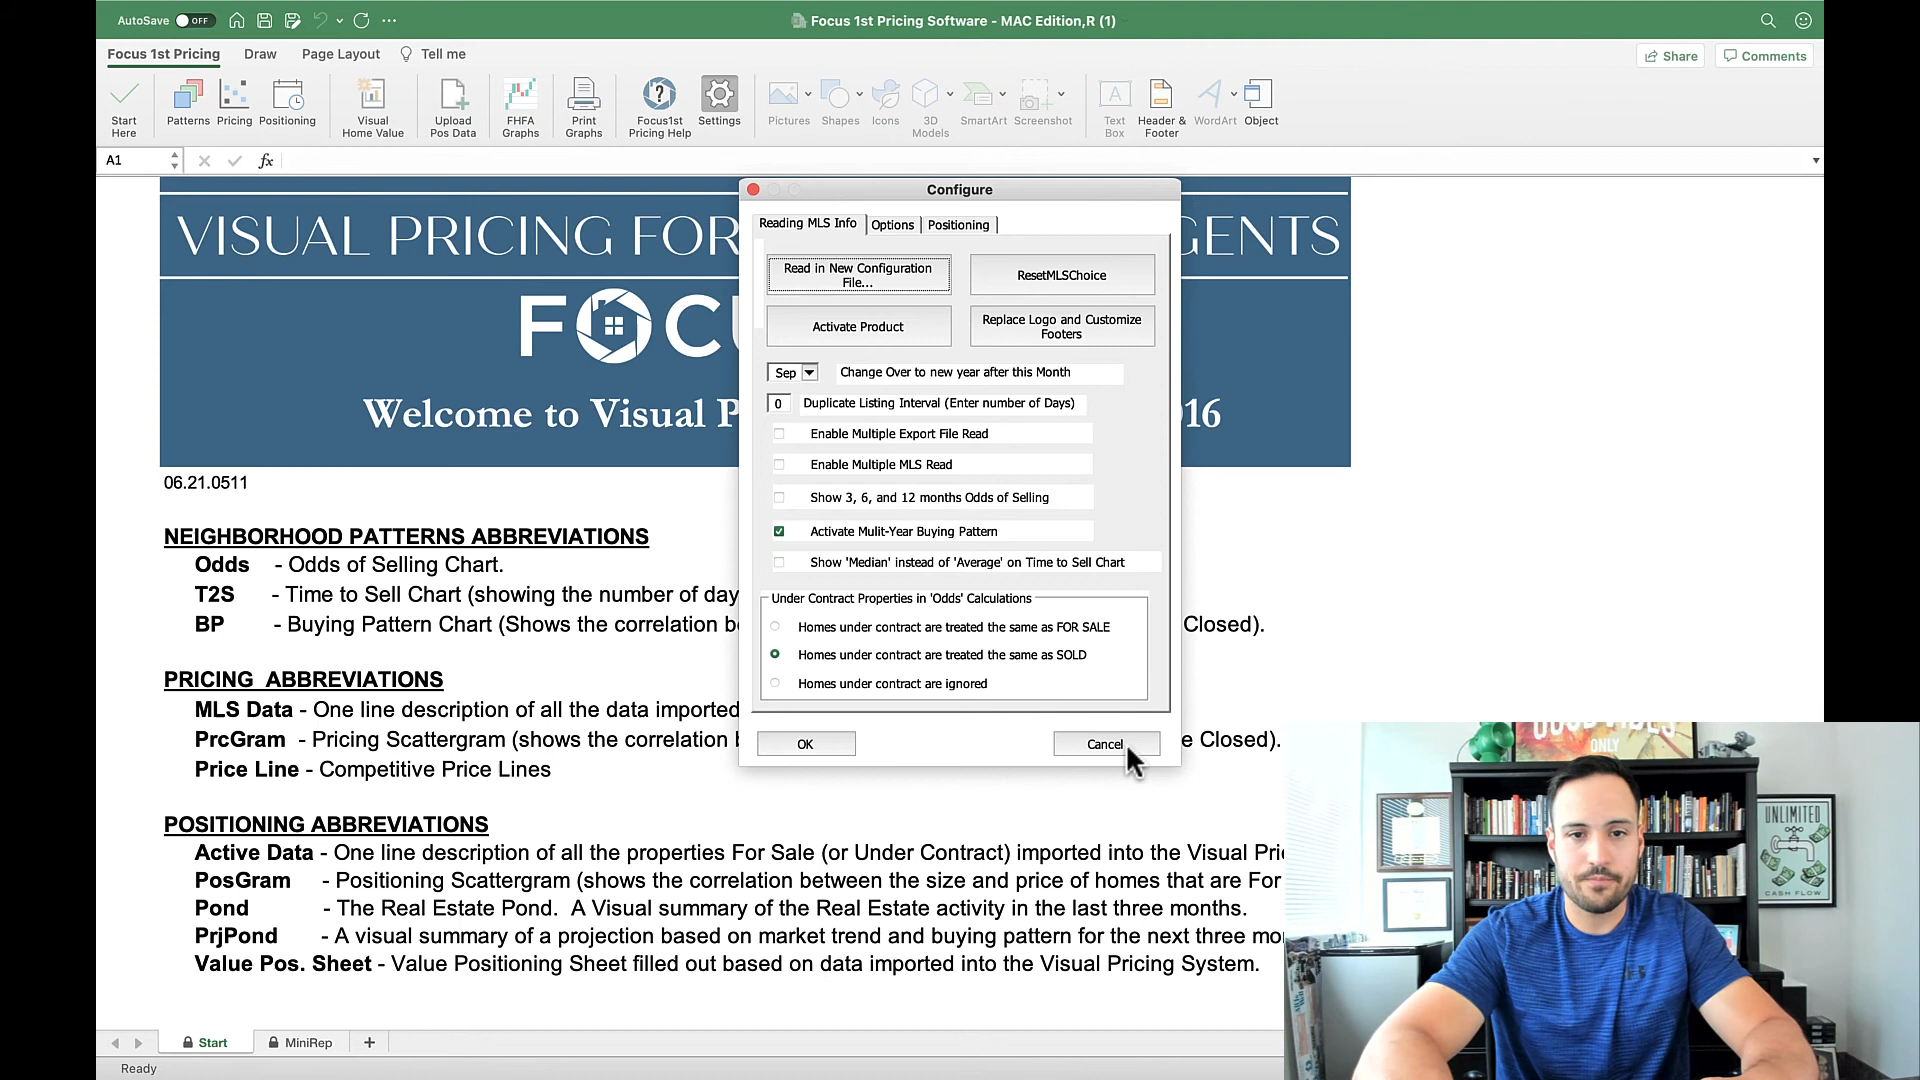 AutoSave OFF
Focus 1st Pricing Software - MAC Edition,R (1)
Focus 1st Pricing Draw Page Layout Tell me
Share Comments
Start Here
Patterns
Pricing
Positioning
Visual Home Value
Upload Pos Data
FHFA Graphs
Print Graphs
Focus1st Pricing Help
Settings
Pictures
Shapes
Icons
3D Models
SmartArt
Screenshot
Text Box
Header & Footer
WordArt
Object
A1
fx
VISUAL PRICING FOR GENTS
FOCU
Welcome to Visual P 16
06.21.0511
NEIGHBORHOOD PATTERNS ABBREVIATIONS
Odds - Odds of Selling Chart.
T2S - Time to Sell Chart (showing the number of day
BP - Buying Pattern Chart (Shows the correlation b Closed).
PRICING ABBREVIATIONS
MLS Data - One line description of all the data imported
PrcGram - Pricing Scattergram (shows the correlation b e Closed).
Price Line - Competitive Price Lines
POSITIONING ABBREVIATIONS
Active Data - One line description of all the properties For Sale (or Under Contract) imported into the Visual Pri
PosGram - Positioning Scattergram (shows the correlation between the size and price of homes that are For
Pond - The Real Estate Pond. A Visual summary of the Real Estate activity in the last three months.
PrjPond - A visual summary of a projection based on market trend and buying pattern for the next three mo
Value Pos. Sheet - Value Positioning Sheet filled out based on data imported into the Visual Pricing System.
Configure
Reading MLS Info Options Positioning
Read in New Configuration File...
ResetMLSChoice
Activate Product
Replace Logo and Customize Footers
Sep Change Over to new year after this Month
0 Duplicate Listing Interval (Enter number of Days)
Enable Multiple Export File Read
Enable Multiple MLS Read
Show 3, 6, and 12 months Odds of Selling
Activate Mulit-Year Buying Pattern
Show 'Median' instead of 'Average' on Time to Sell Chart
Under Contract Properties in 'Odds' Calculations
Homes under contract are treated the same as FOR SALE
Homes under contract are treated the same as SOLD
Homes under contract are ignored
OK Cancel
ONLY
UNLIMITED
CASH FLOW
Start MiniRep +
Ready